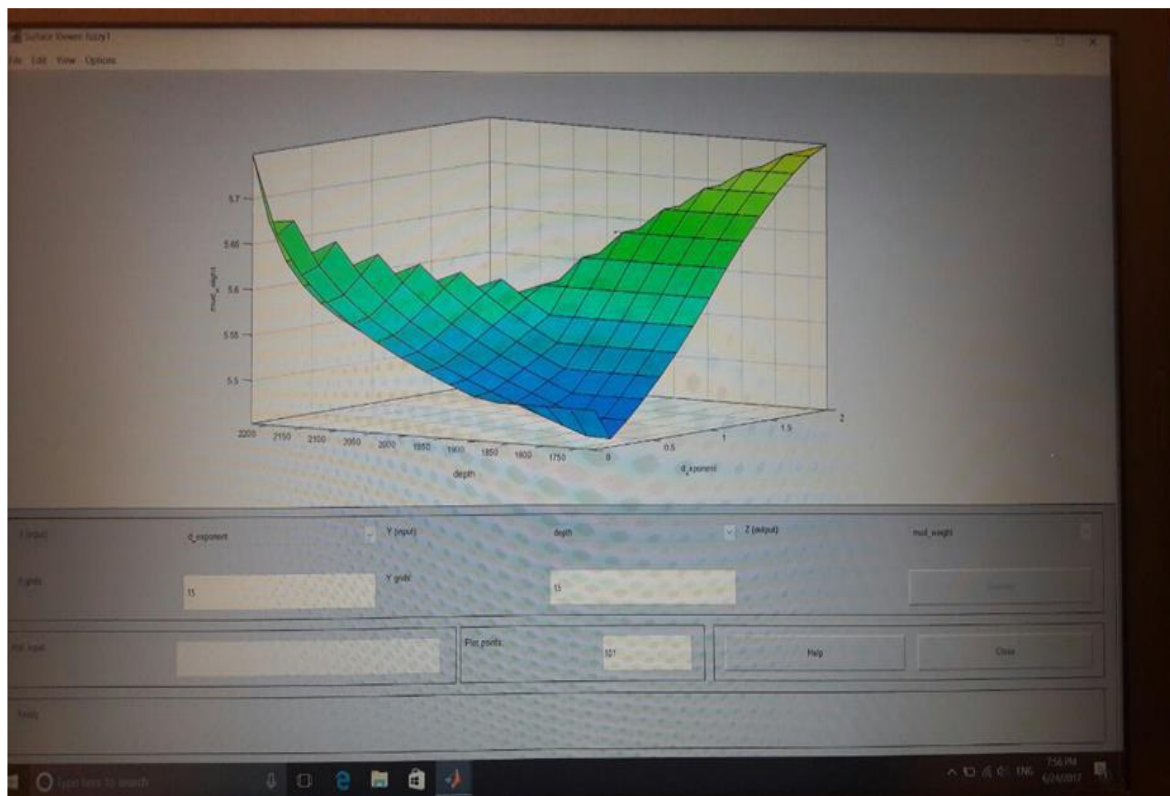 Surface Viewer: fuzzy1
File Edit View Options
5.7
5.65
5.6
5.55
5.5
mud_weight
2200 2150 2100 2050 2000 1950 1900 1850 1800 1750
depth
0 0.5 1 1.5 2
d_exponent
X (input): d_exponent Y (input): depth Z (output): mud_weight
X grids: 15 Y grids: 15
Ref. Input: Plot points: 101 Help Close
Ready
Type here to search
ENG 7:56 PM
6/24/2017